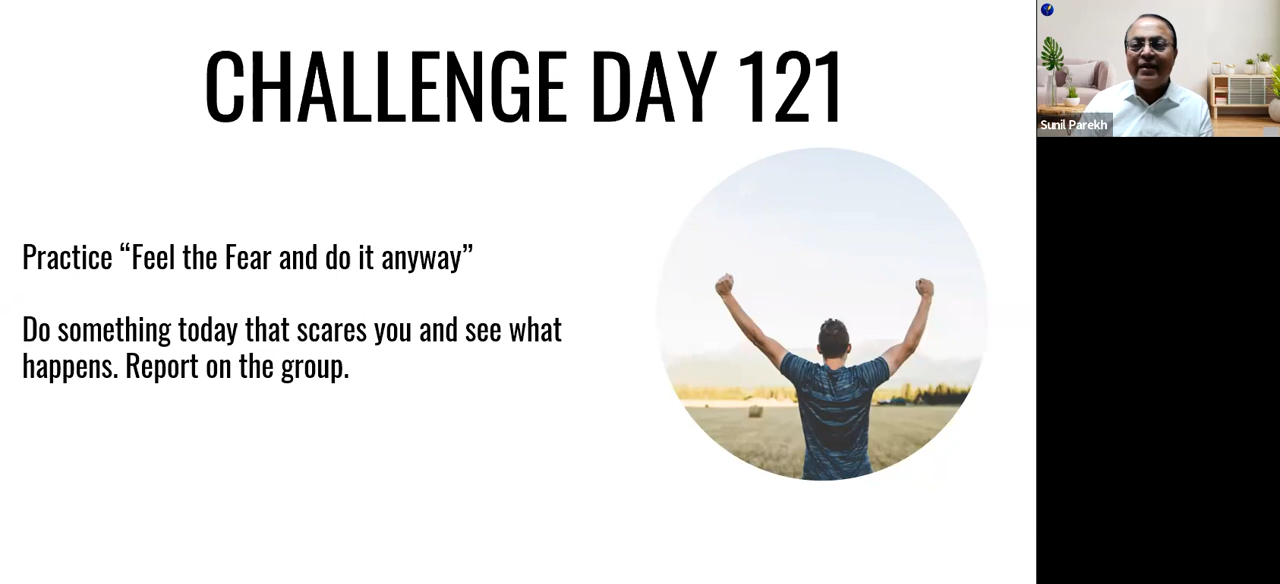 CHALLENGE DAY 121
Practice “Feel the Fear and do it anyway”
Do something today that scares you and see what
happens. Report on the group.
Sunil Parekh